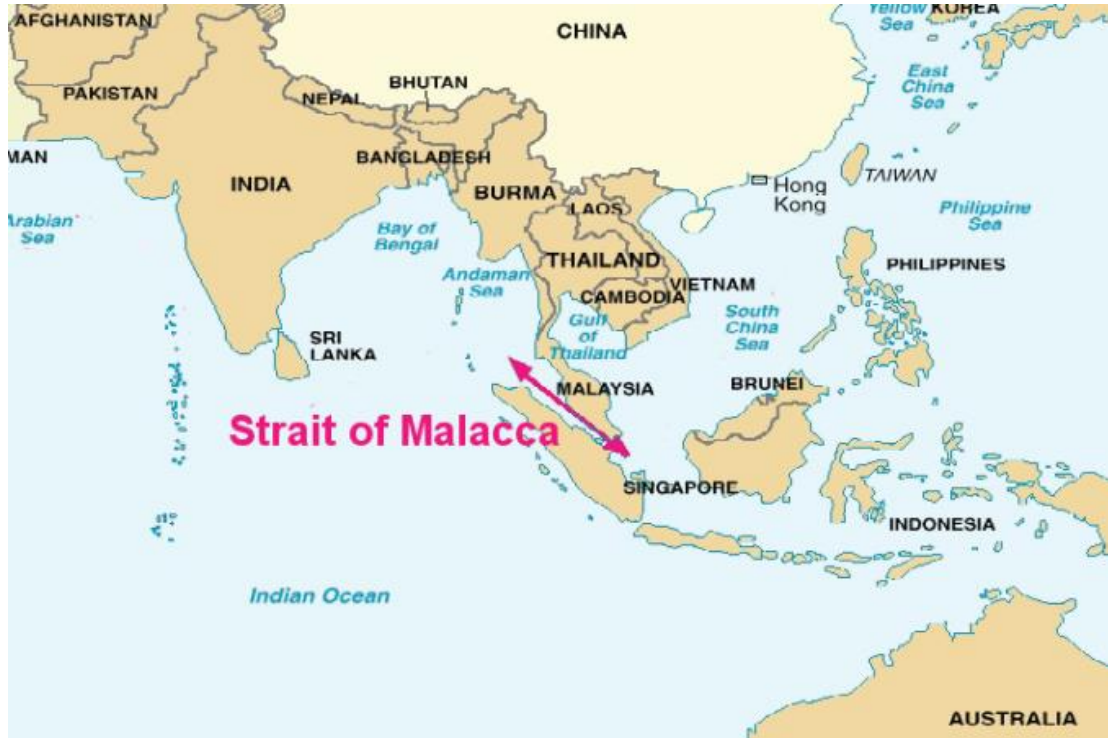 AFGHANISTAN
PAKISTAN
MAN
Arabian
Sea
INDIA
NEPAL
BHUTAN
BANGLADESH
BURMA
CHINA
LAOS
THAILAND
CAMBODIA
VIETNAM
Hong
Kong
TAIWAN
Yellow
Sea
KOREA
East
China
Sea
Philippine
Sea
PHILIPPINES
Bay of
Bengal
Andaman
Sea
Gulf
of
Thailand
South
China
Sea
SRI
LANKA
MALAYSIA
BRUNEI
Strait of Malacca
SINGAPORE
INDONESIA
Indian Ocean
AUSTRALIA